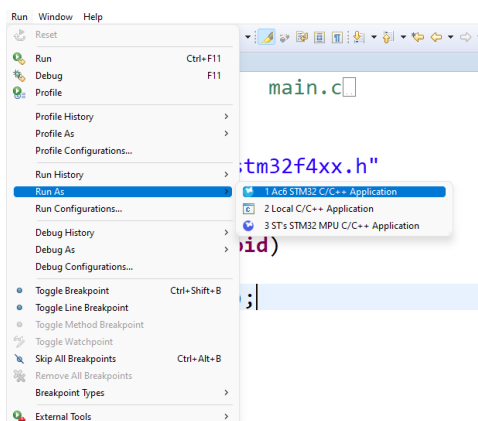 Run Window Help
Reset
Run Ctrl+F11
Debug F11
Profile
main.c
Profile History
Profile As
Profile Configurations...
stm32f4xx.h"
Run History
Run As
1 Ac6 STM32 C/C++ Application
Run Configurations...
2 Local C/C++ Application
3 ST's STM32 MPU C/C++ Application
Debug History
Debug As
oid)
Debug Configurations...
Toggle Breakpoint Ctrl+Shift+B
;
Toggle Line Breakpoint
Toggle Method Breakpoint
Toggle Watchpoint
Skip All Breakpoints Ctrl+Alt+B
Remove All Breakpoints
Breakpoint Types
External Tools